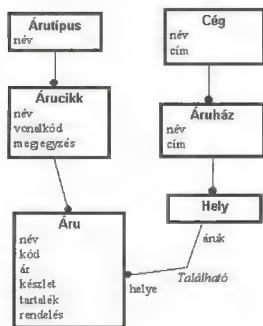 Árutípus
név
Cég
név
cím
Árucikk
név
vonalkód
megjegyzés
Áruház
név
cím
Hely
Áru
név
kód
ár
készlet
tartalék
rendelés
áruk
Található
helye